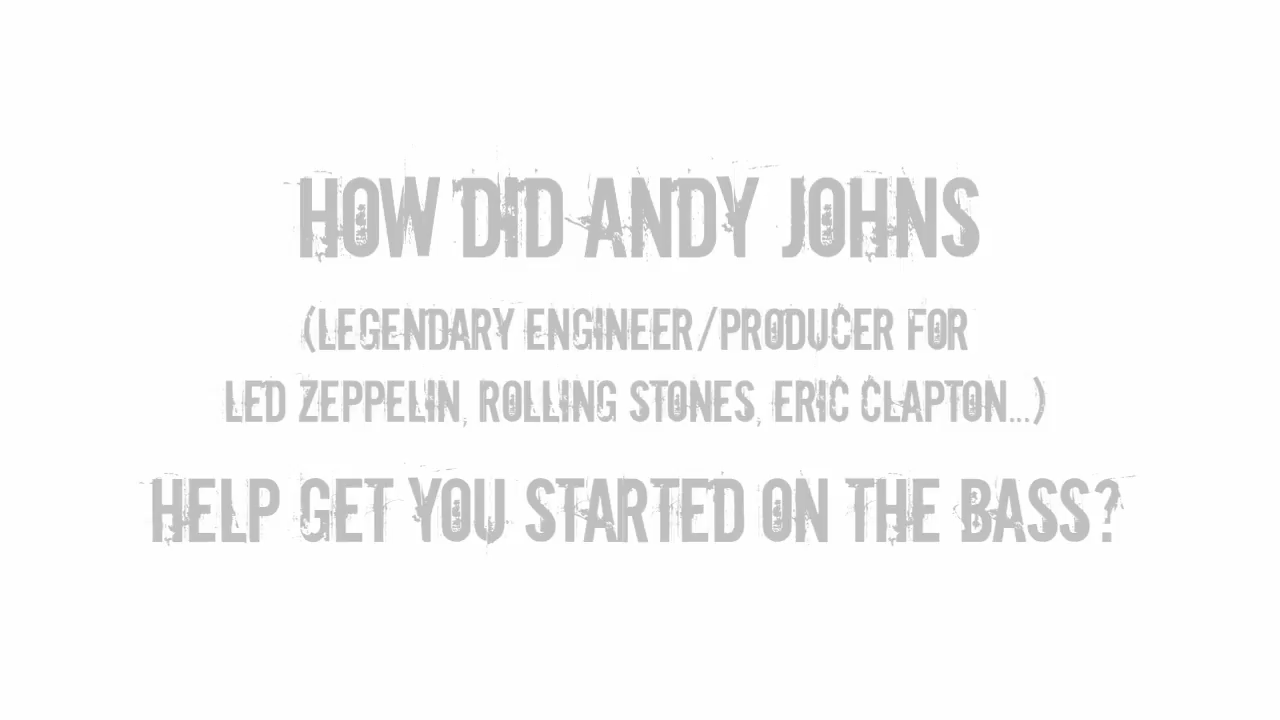 HOW DID ANDY JOHNS
(LEGENDARY ENGINEER/PRODUCER FOR
LED ZEPPELIN, ROLLING STONES, ERIC CLAPTON...)
HELP GET YOU STARTED ON THE BASS?